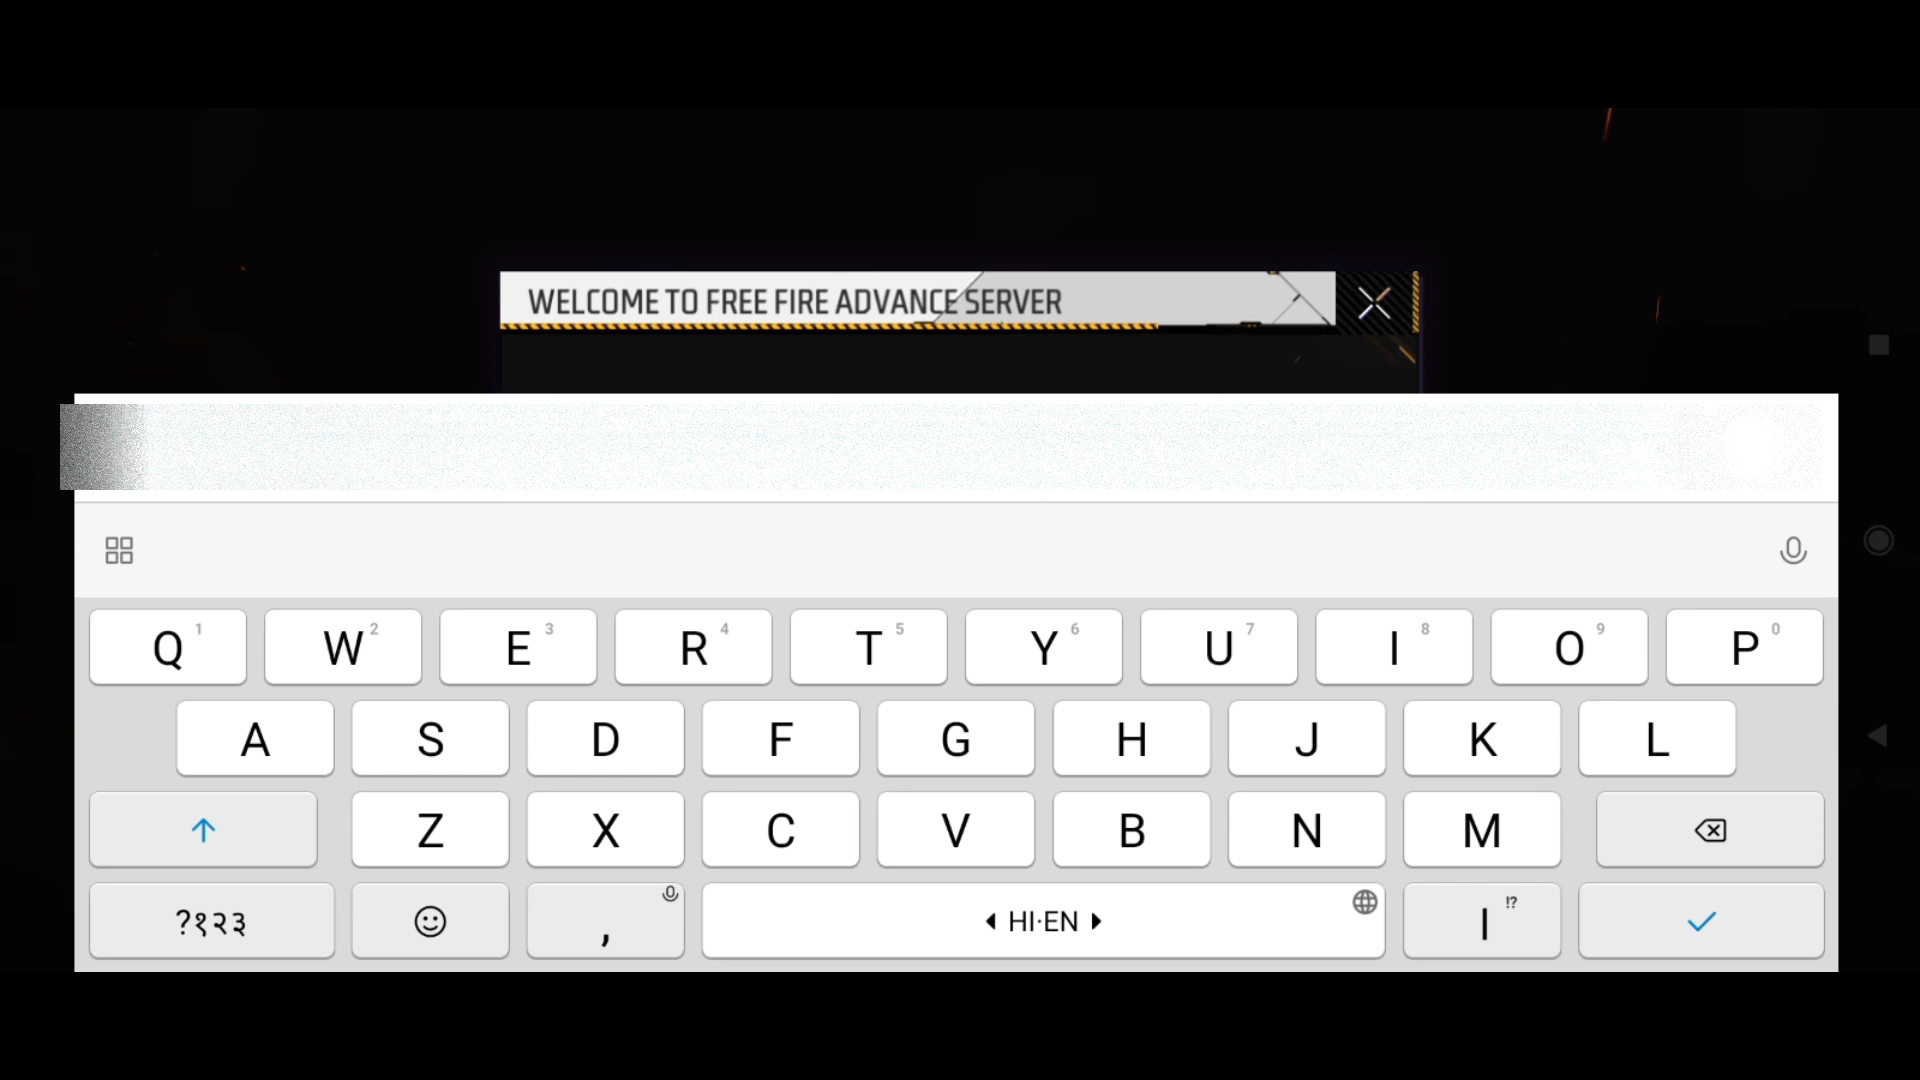 WELCOME TO FREE FIRE ADVANCE SERVER
Q 1 W 2 E 3 R 4 T 5 Y 6 U 7 I 8 O 9 P 0
A S D F G H J K L
Z X C V B N M
?१२३ , HI·EN । !?